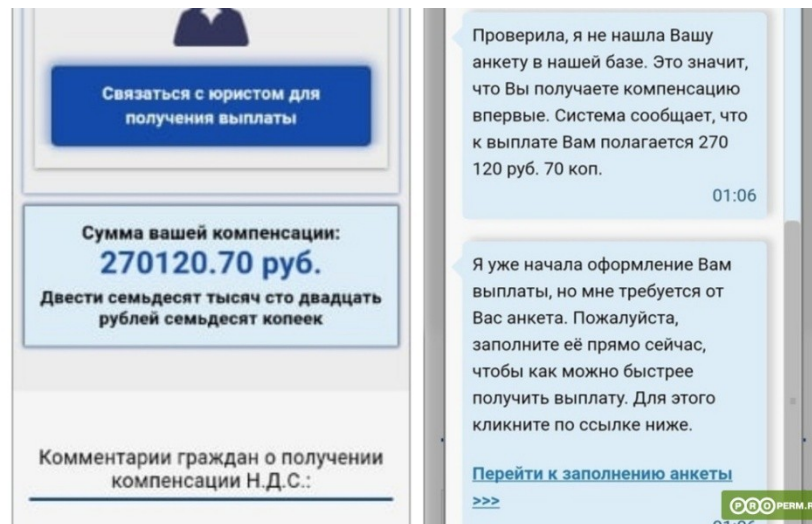 Связаться с юристом для
получения выплаты
Сумма вашей компенсации:
270120.70 руб.
Двести семьдесят тысяч сто двадцать
рублей семьдесят копеек
Комментарии граждан о получении
компенсации Н.Д.С.:
Проверила, я не нашла Вашу
анкету в нашей базе. Это значит,
что Вы получаете компенсацию
впервые. Система сообщает, что
к выплате Вам полагается 270
120 руб. 70 коп.
01:06
Я уже начала оформление Вам
выплаты, но мне требуется от
Вас анкета. Пожалуйста,
заполните её прямо сейчас,
чтобы как можно быстрее
получить выплату. Для этого
кликните по ссылке ниже.
Перейти к заполнению анкеты
>>>
PRO PERM.